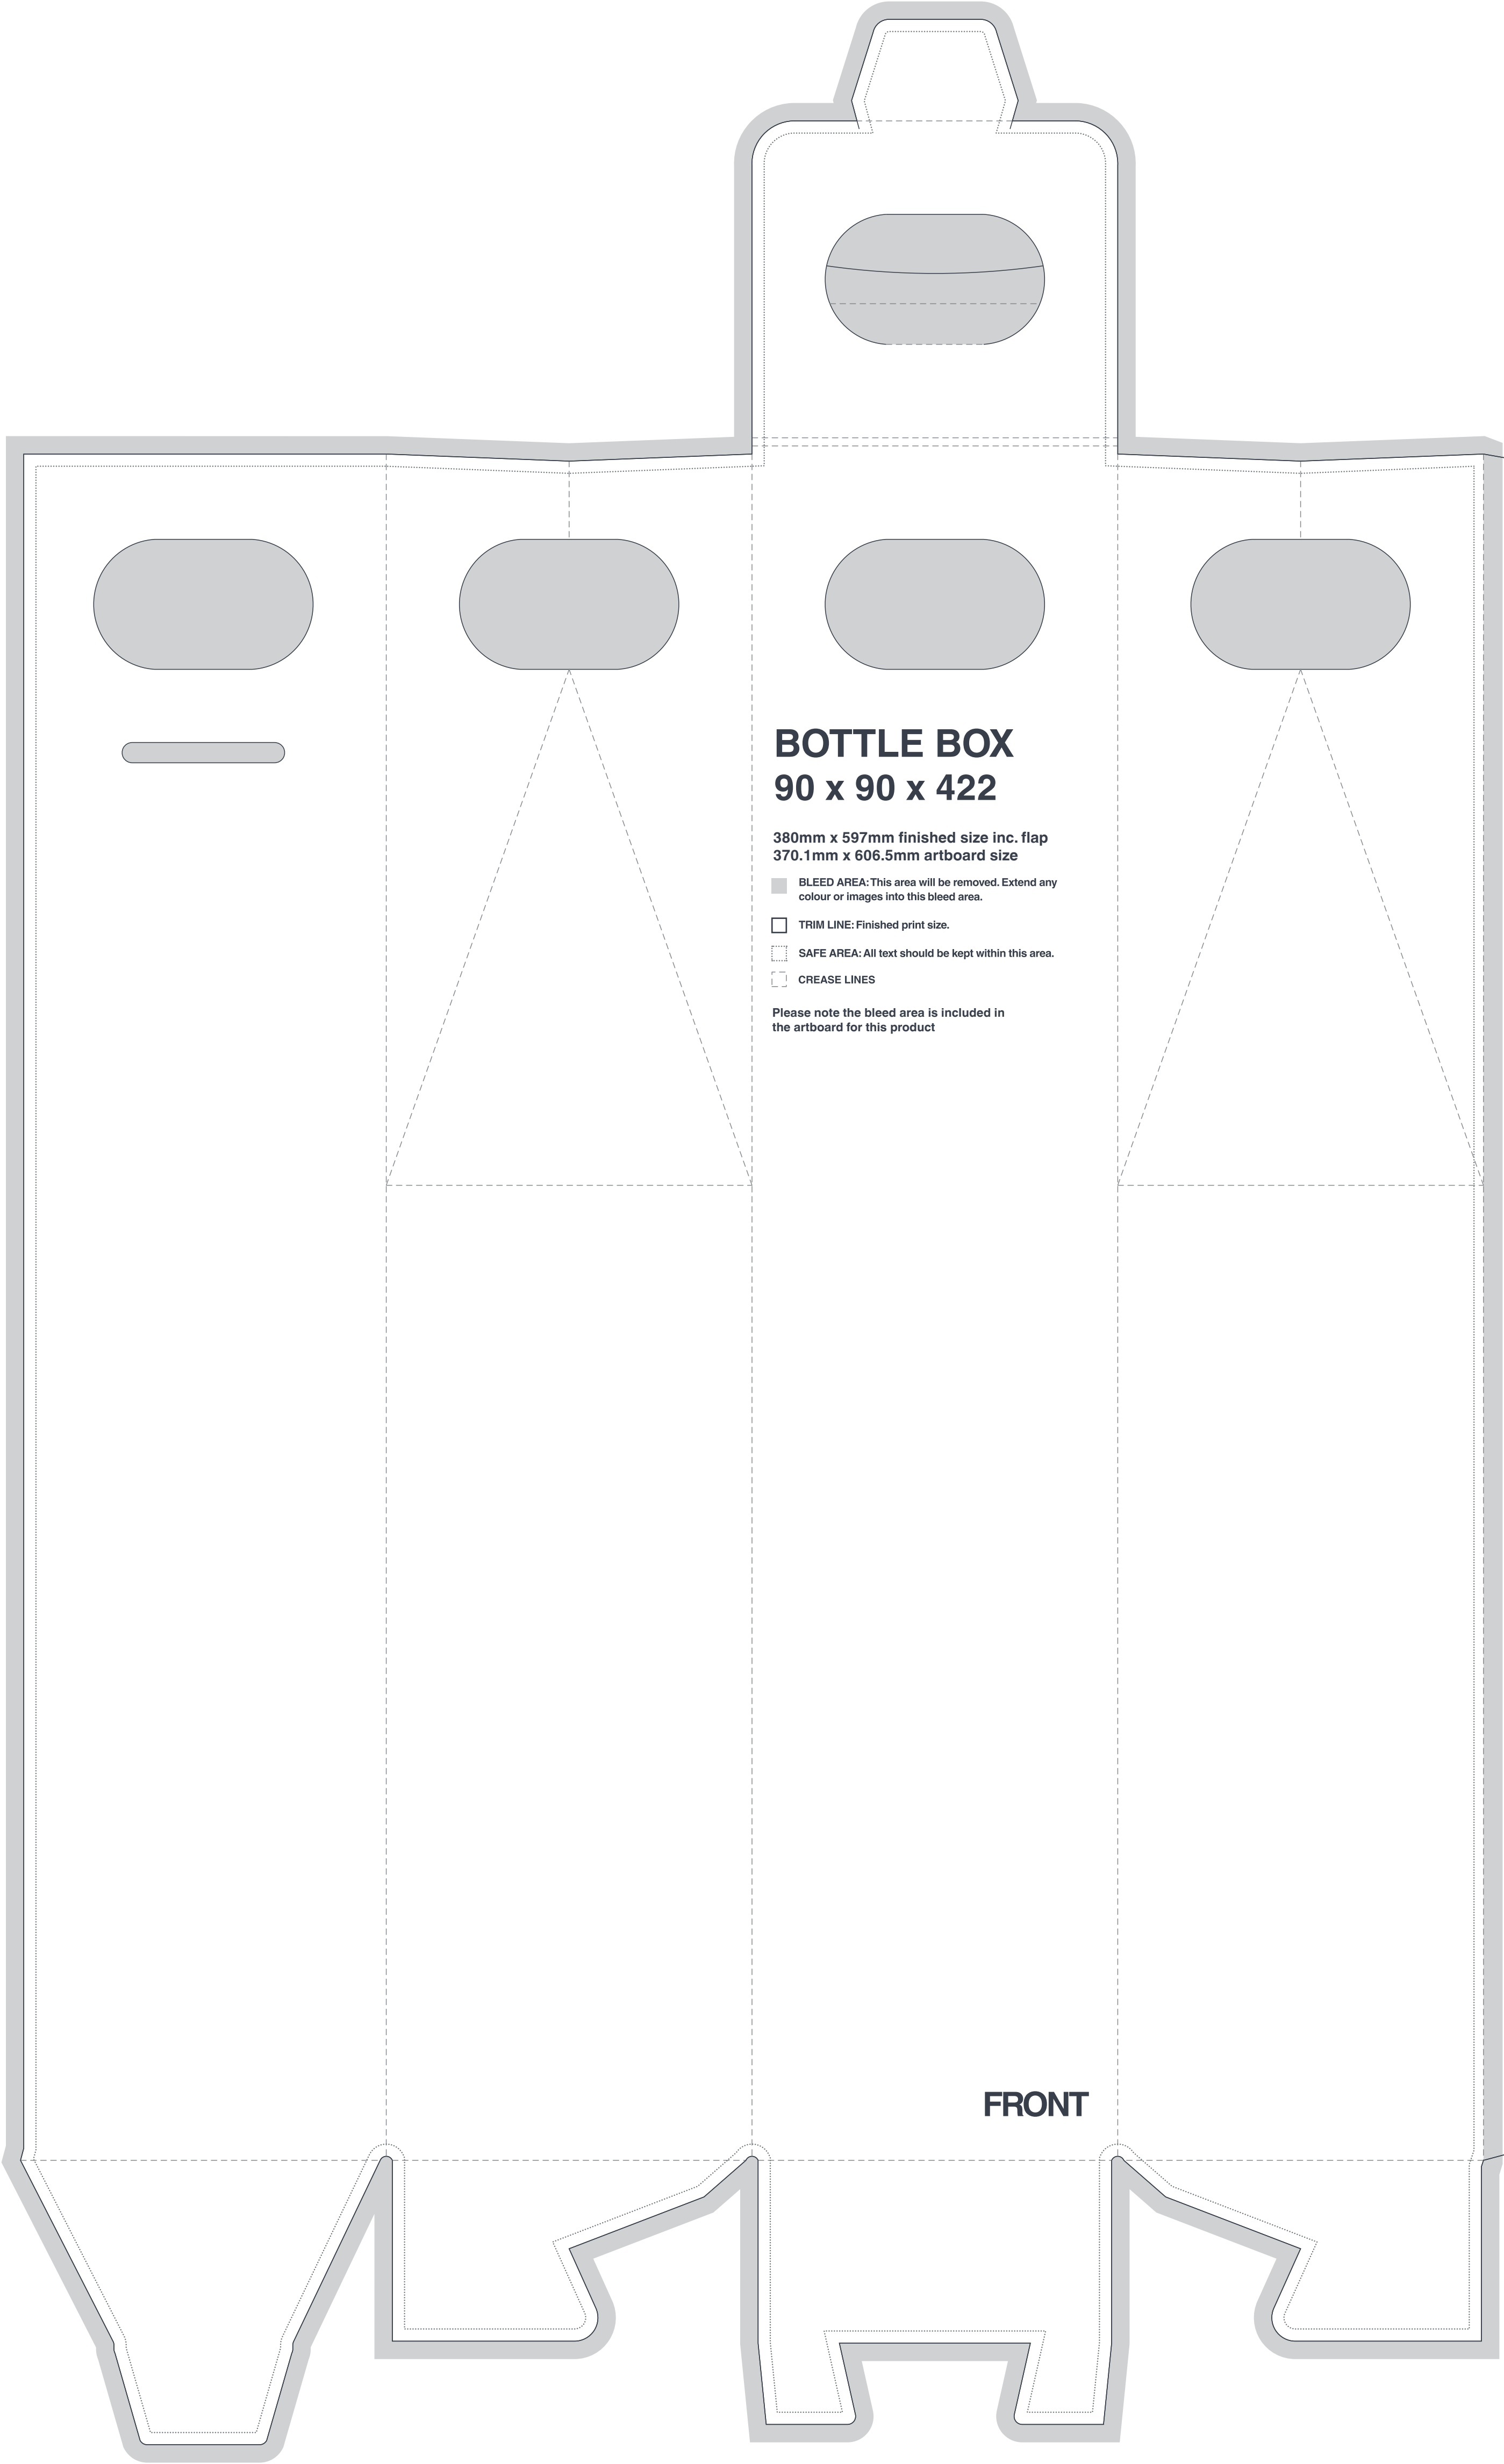 BOTTLE BOX
90 x 90 x 422
380mm x 597mm finished size inc. flap
370.1mm x 606.5mm artboard size
BLEED AREA: This area will be removed. Extend any
colour or images into this bleed area.
TRIM LINE: Finished print size.
SAFE AREA: All text should be kept within this area.
CREASE LINES
Please note the bleed area is included in
the artboard for this product
FRONT